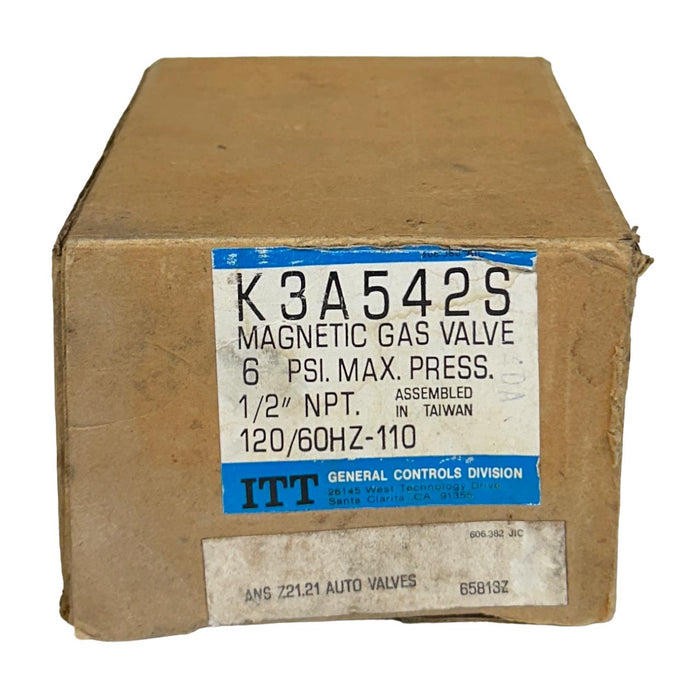 K3A542S
MAGNETIC GAS VALVE
6 PSI. MAX. PRESS.
1/2" NPT. ASSEMBLED IN TAIWAN
120/60HZ-110
ITT GENERAL CONTROLS DIVISION
26145 West Technology Drive
Santa Clarita, CA. 91355
606.382 JIC
ANS Z21.21 AUTO VALVES 65813Z